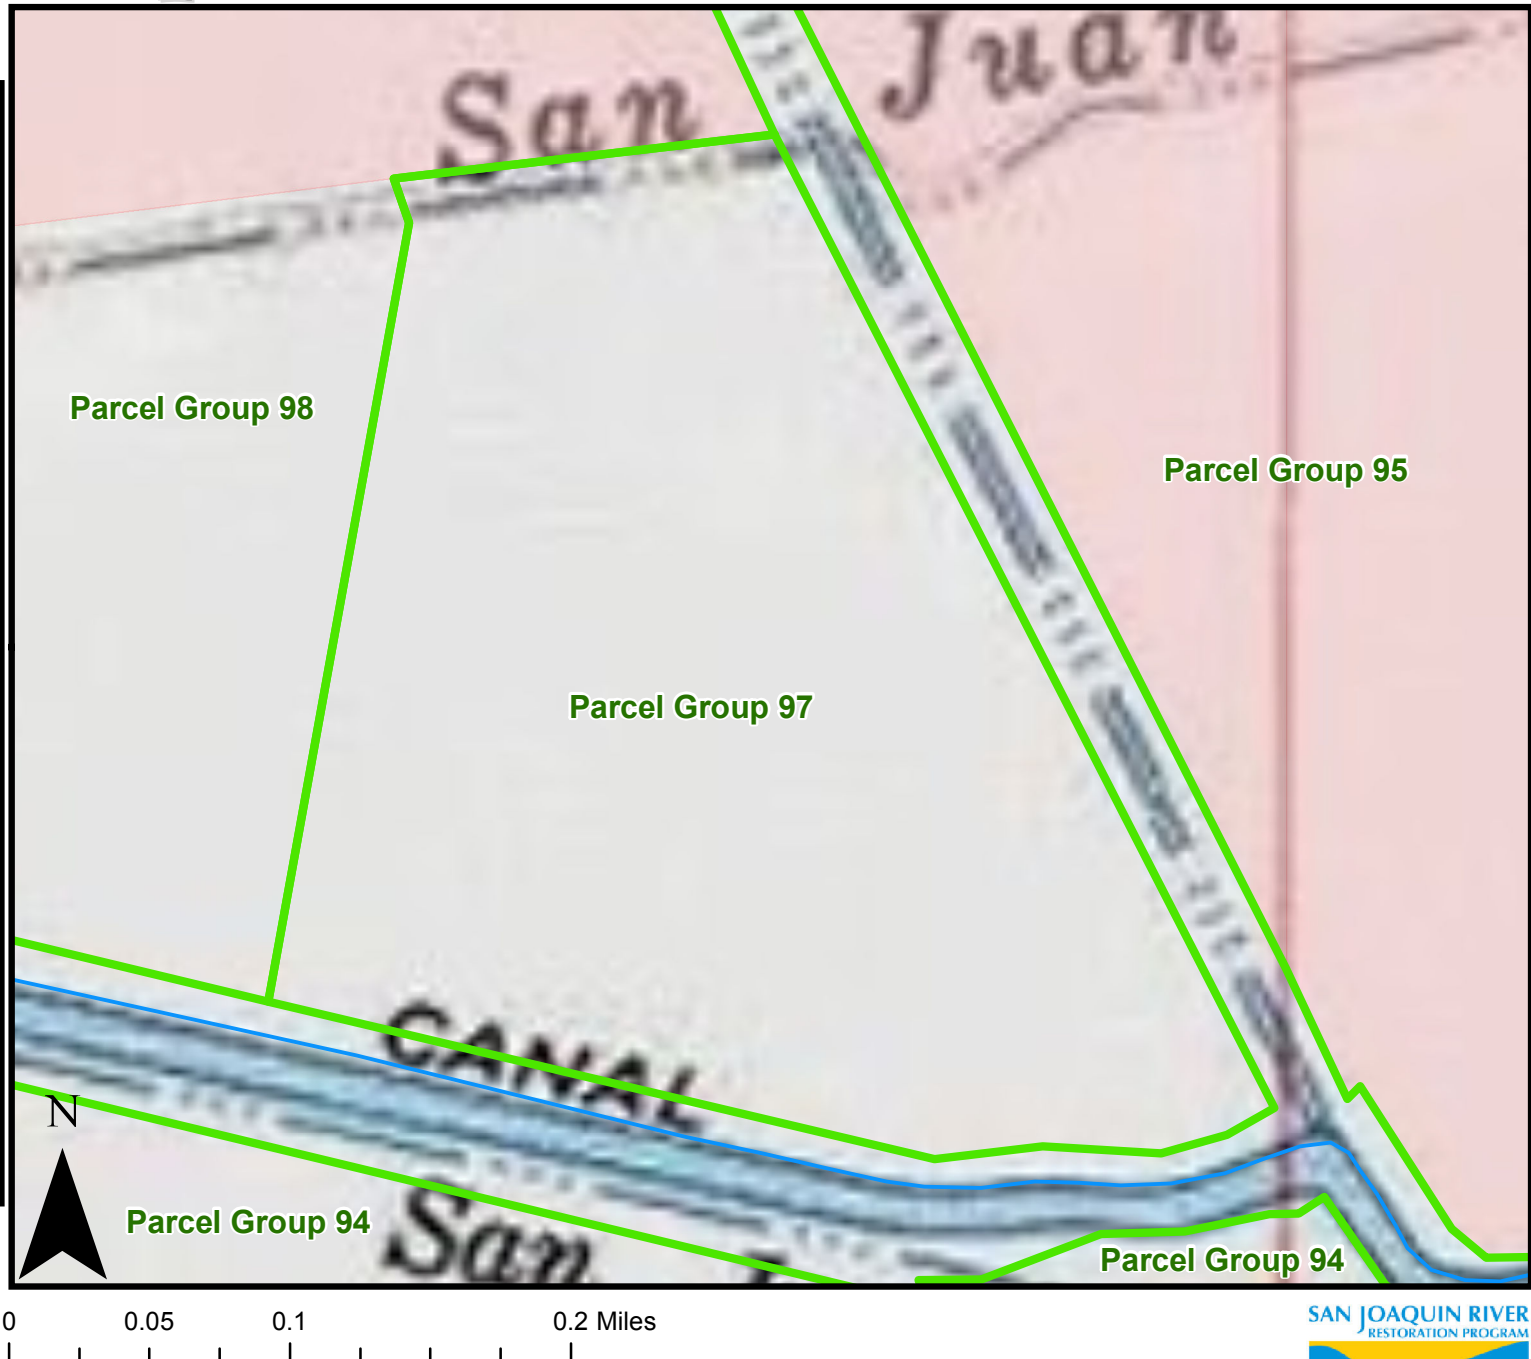 San Juan
Parcel Group 98
Parcel Group 95
Parcel Group 97
CANAL
N
Parcel Group 94
San
Parcel Group 94
0 0.05 0.1 0.2 Miles
SAN JOAQUIN RIVER
RESTORATION PROGRAM